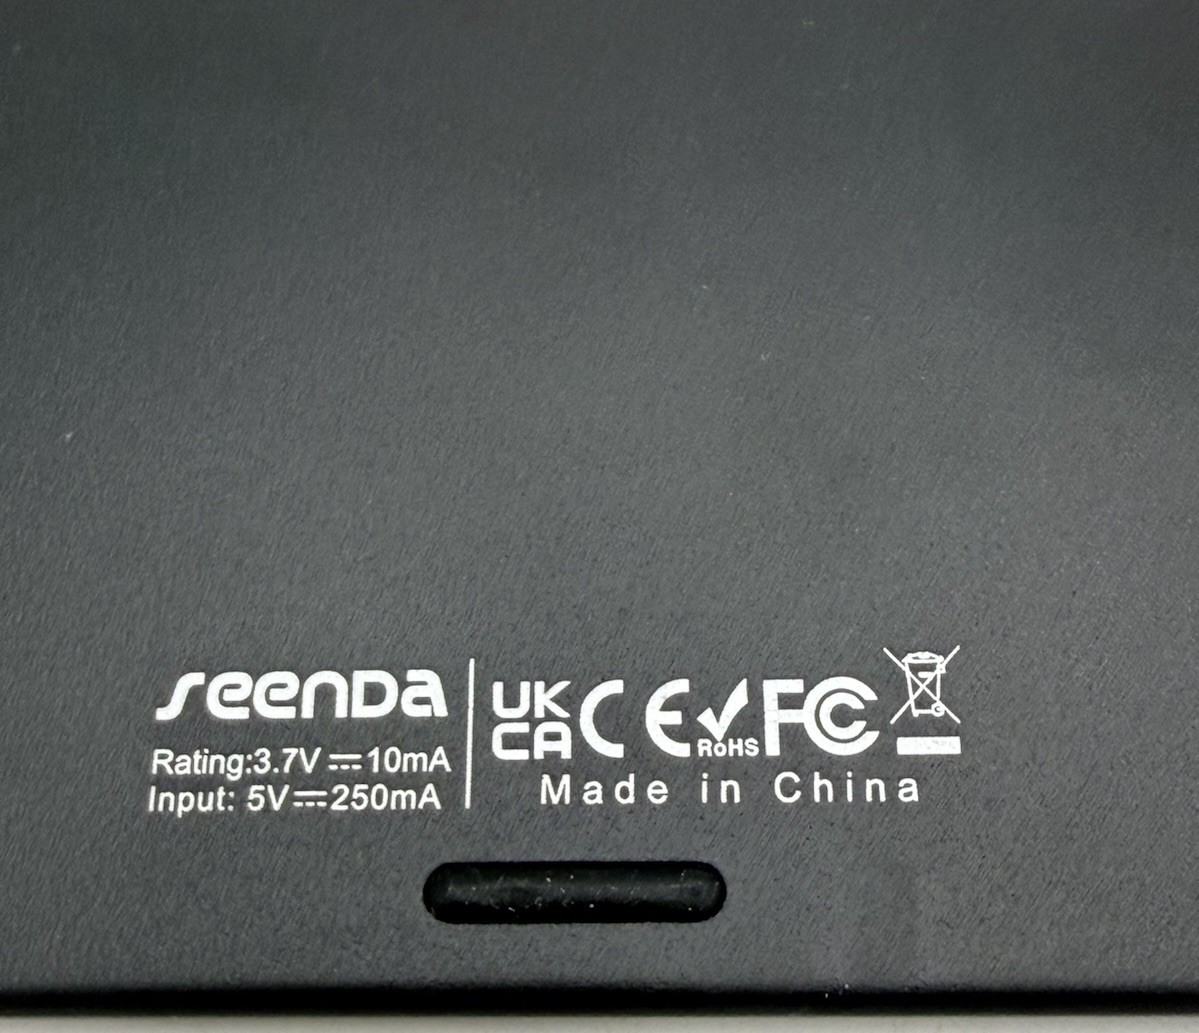 seenda
Rating:3.7V⎓10mA
Input: 5V⎓250mA
UK
CA CE RoHS FC
Made in China